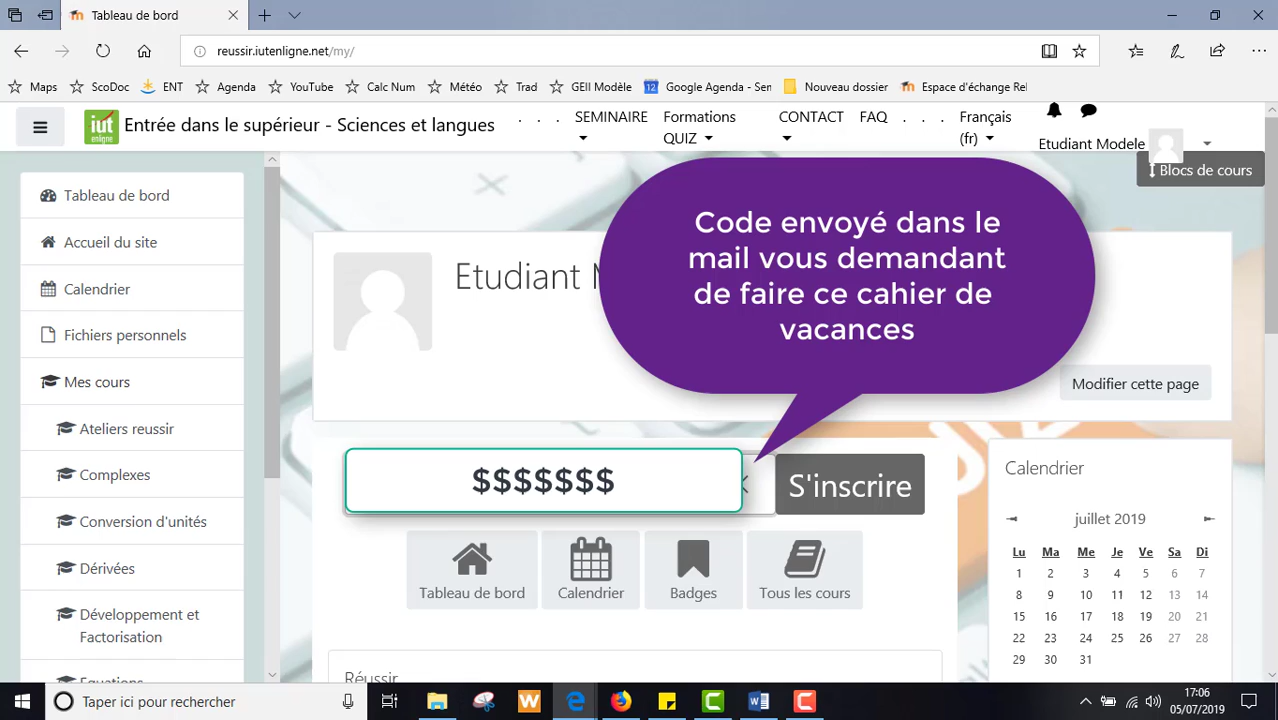 Tableau de bord
reussir.iutenligne.net/my/
Maps ScoDoc ENT Agenda YouTube Calc Num Météo Trad GEII Modèle Google Agenda - Sen Nouveau dossier Espace d'échange Rel
iut
enligne
Entrée dans le supérieur - Sciences et langues
. . . SEMINAIRE Formations QUIZ CONTACT FAQ . . . Français (fr)
Etudiant Modele
Blocs de cours
Tableau de bord
Accueil du site
Calendrier
Fichiers personnels
Mes cours
Ateliers reussir
Complexes
Conversion d'unités
Dérivées
Développement et
Factorisation
Equations
Etudiant M
Code envoyé dans le
mail vous demandant
de faire ce cahier de
vacances
Modifier cette page
$$$$$$$
S'inscrire
Tableau de bord
Calendrier
Badges
Tous les cours
Réussir
Calendrier
juillet 2019
Lu Ma Me Je Ve Sa Di
1 2 3 4 5 6 7
8 9 10 11 12 13 14
15 16 17 18 19 20 21
22 23 24 25 26 27 28
29 30 31
Taper ici pour rechercher
17:06
05/07/2019